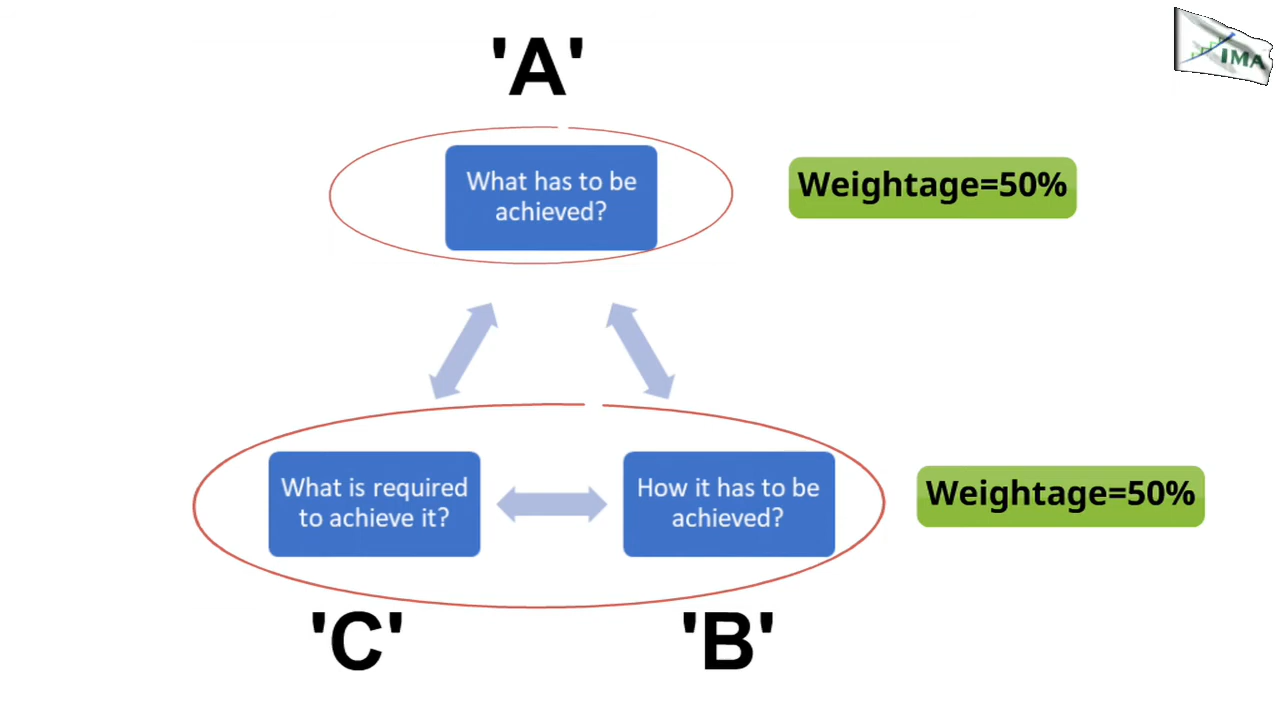 'A'
IMA
What has to be
achieved?
Weightage=50%
What is required
to achieve it?
How it has to be
achieved?
Weightage=50%
'C'
'B'